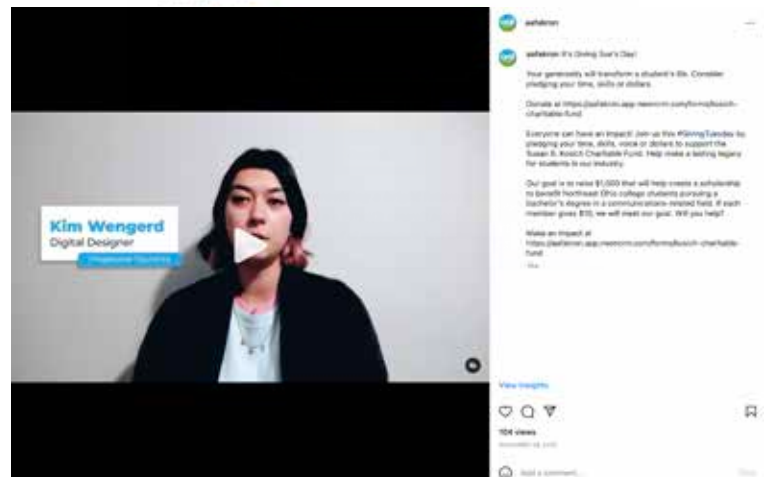 aafakron
aafakron It's Giving Sue's Day!
Your generosity will transform a student's life. Consider
pledging your time, skills or dollars.
Donate at https://aafakron.app.neoncrm.com/forms/kosich-
charitable-fund
Everyone can have an impact! Join us this #GivingTuesday by
pledging your time, skills, voice or dollars to support the
Susan R. Kosich Charitable Fund. Help make a lasting legacy
for students in our industry.
Our goal is to raise $1,000 that will help create a scholarship
to benefit Northeast Ohio college students pursuing a
bachelor's degree in a communications-related field. If each
member gives $10, we will meet our goal. Will you help?
Make an impact at
https://aafakron.app.neoncrm.com/forms/kosich-charitable-
fund
Kim Wengerd
Digital Designer
View Insights
104 views
Add a comment...
Post